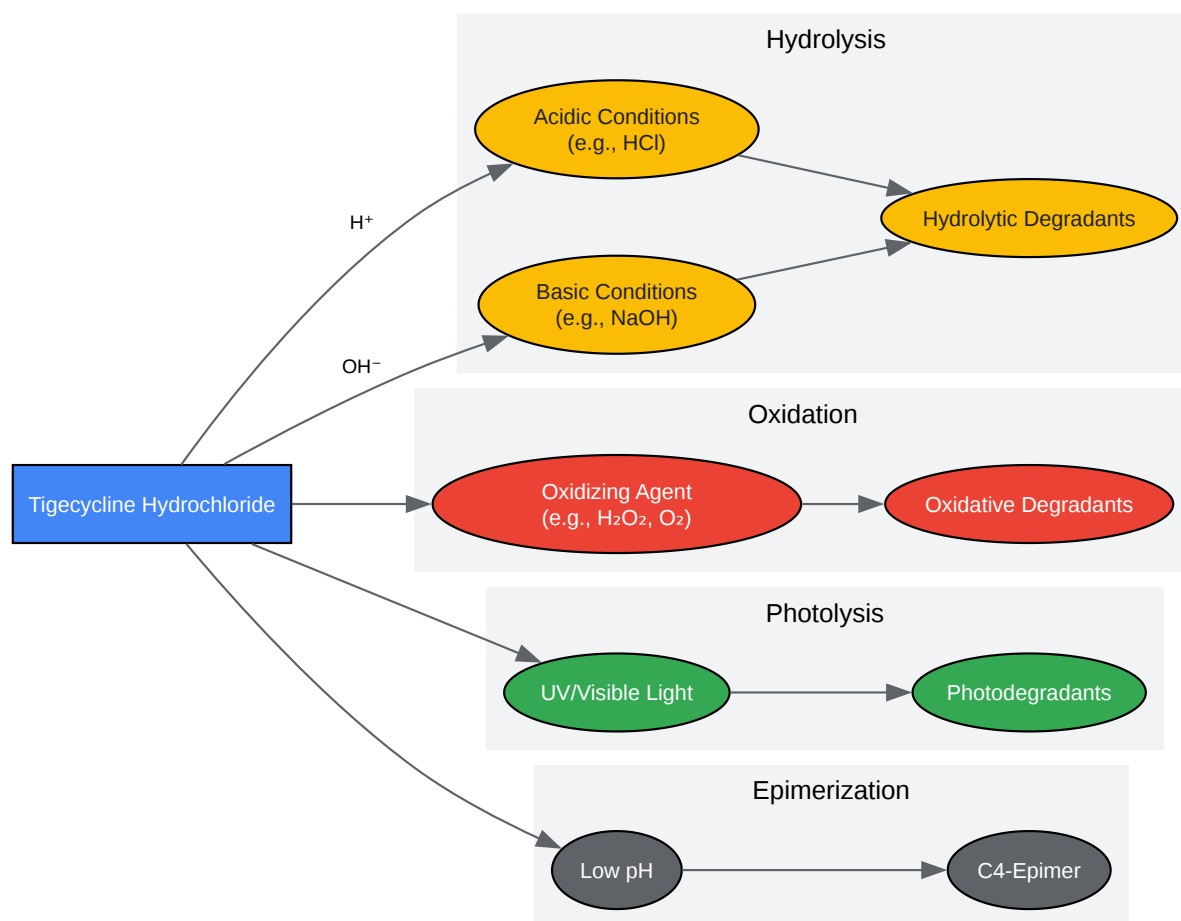 Hydrolysis
Acidic Conditions
(e.g., HCl)
H⁺
Hydrolytic Degradants
Basic Conditions
(e.g., NaOH)
OH⁻
Oxidation
Tigecycline Hydrochloride
Oxidizing Agent
(e.g., H₂O₂, O₂)
Oxidative Degradants
Photolysis
UV/Visible Light
Photodegradants
Epimerization
Low pH
C4-Epimer